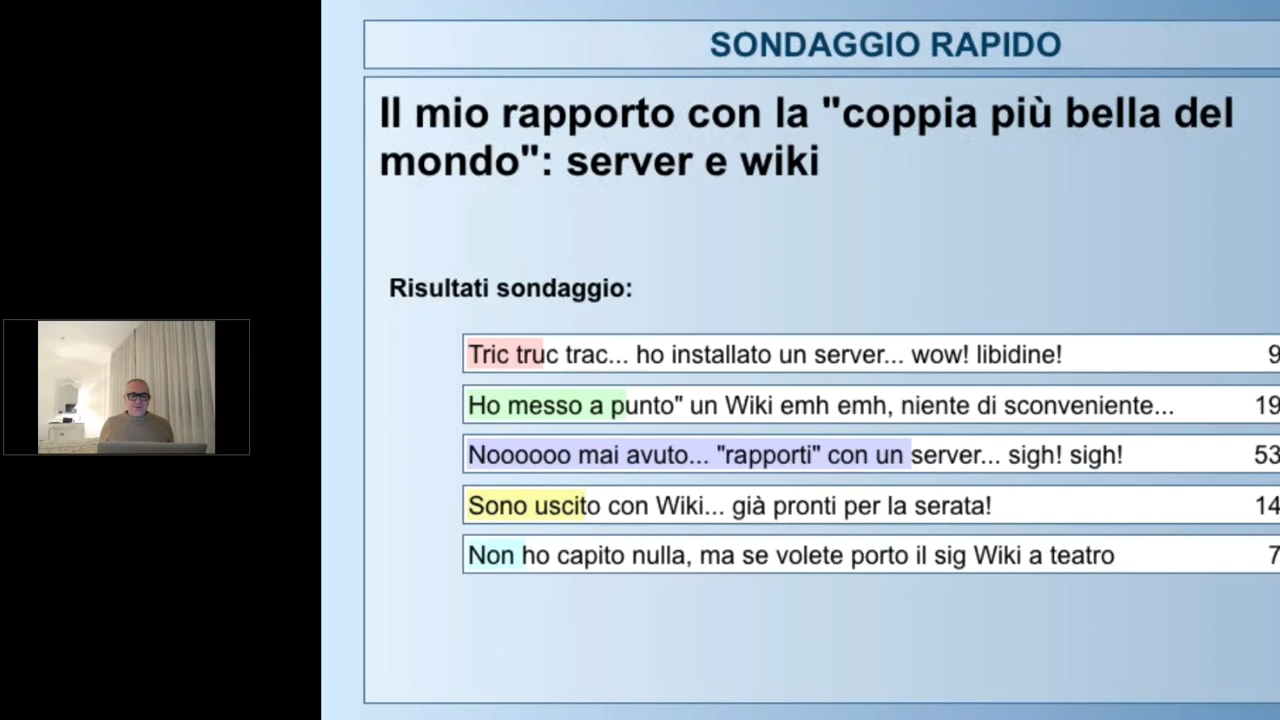 SONDAGGIO RAPIDO
Il mio rapporto con la "coppia più bella del
mondo": server e wiki
Risultati sondaggio:
Tric truc trac... ho installato un server... wow! libidine! 9
Ho messo a punto" un Wiki emh emh, niente di sconveniente... 19
Nooooooo mai avuto... "rapporti" con un server... sigh! sigh! 53
Sono uscito con Wiki... già pronti per la serata! 14
Non ho capito nulla, ma se volete porto il sig Wiki a teatro 7